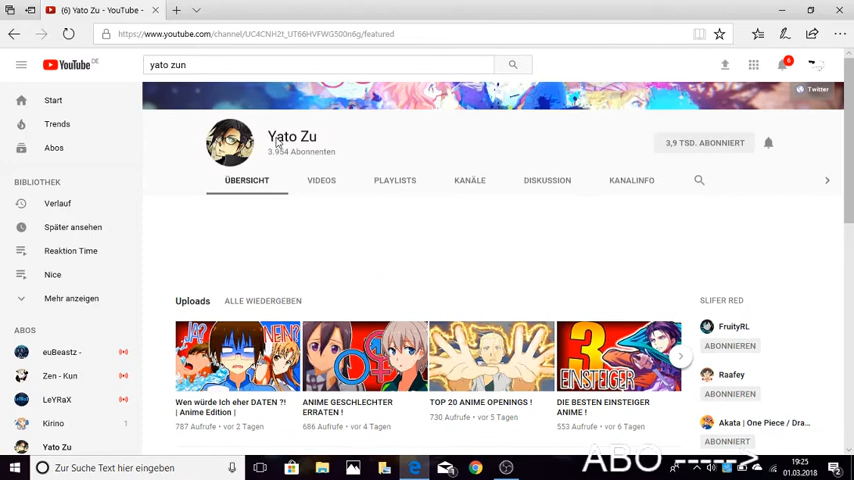 (6) Yato Zu - YouTube -
https://www.youtube.com/channel/UC4CNH2t_UT66HVFWG500n6g/featured
YouTube DE
yato zun
6
Start
Trends
Abos
BIBLIOTHEK
Verlauf
Später ansehen
Reaktion Time
Nice
Mehr anzeigen
ABOS
euBeastz -
Zen - Kun
LeYRaX
Kirino 1
Yato Zu
Twitter
Yato Zu
3.954 Abonnenten
3,9 TSD. ABONNIERT
ÜBERSICHT VIDEOS PLAYLISTS KANÄLE DISKUSSION KANALINFO
Uploads ALLE WIEDERGEBEN
JA? NEIN?
3
EINSTEIGER
Wen würde Ich eher DATEN ?!
| Anime Edition |
787 Aufrufe • vor 2 Tagen
ANIME GESCHLECHTER
ERRATEN !
686 Aufrufe • vor 4 Tagen
TOP 20 ANIME OPENINGS !
730 Aufrufe • vor 5 Tagen
DIE BESTEN EINSTEIGER
ANIME !
553 Aufrufe • vor 6 Tagen
SLIFER RED
FruityRL
ABONNIEREN
Raafey
ABONNIEREN
Akata | One Piece / Dra...
ABONNIERT
ABO ----->
Zur Suche Text hier eingeben
19:25
01.03.2018
2